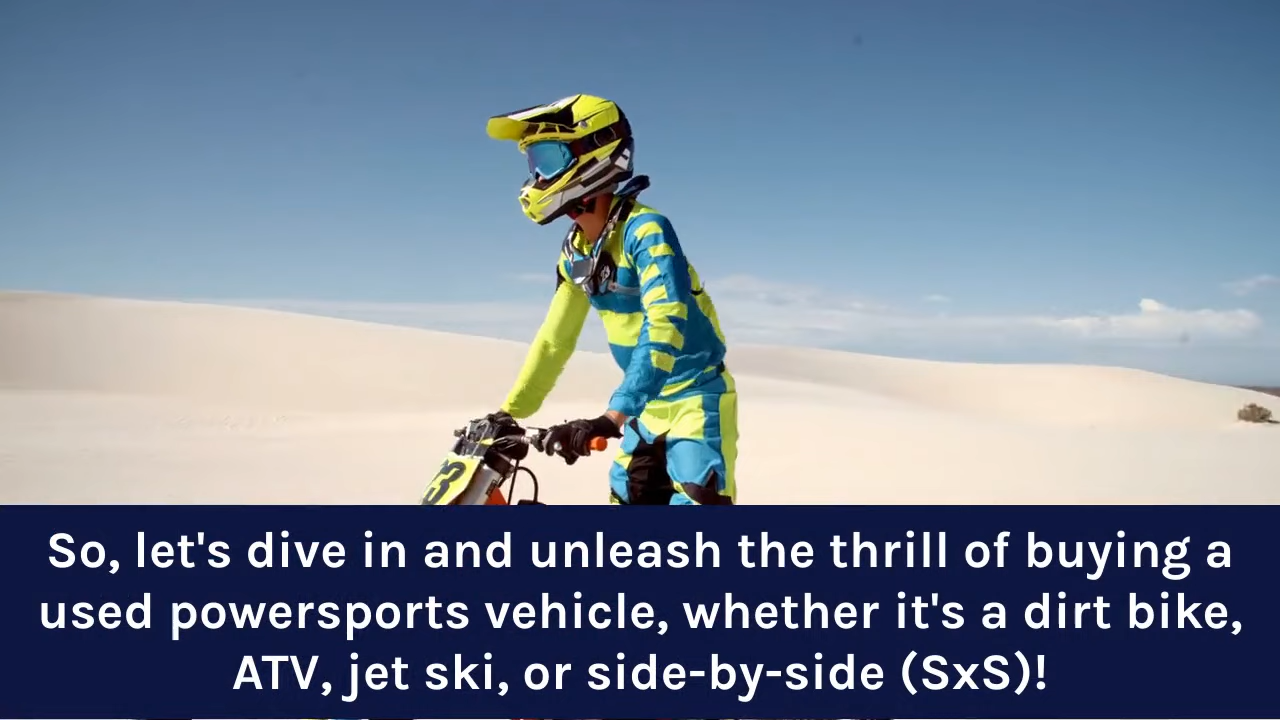 3
So, let's dive in and unleash the thrill of buying a
used powersports vehicle, whether it's a dirt bike,
ATV, jet ski, or side-by-side (SxS)!